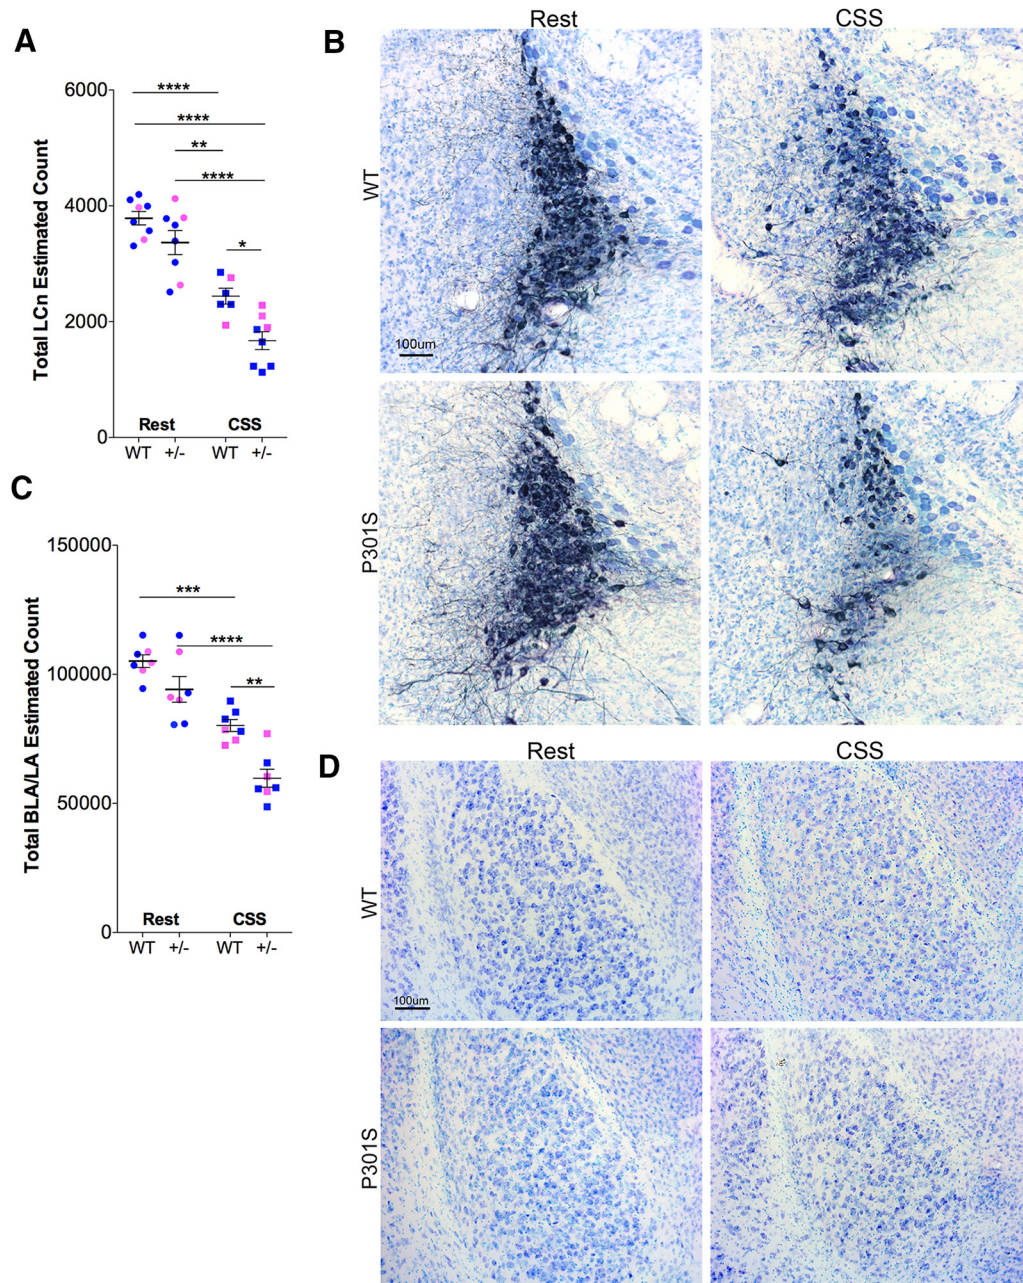 A
Total LCn Estimated Count
6000
4000
2000
0
****
****
**
****
*
Rest CSS
WT +/- WT +/-
B
Rest CSS
WT
100um
P301S
C
Total BLA/LA Estimated Count
150000
100000
50000
0
***
****
**
Rest CSS
WT +/- WT +/-
D
Rest CSS
WT
100um
P301S